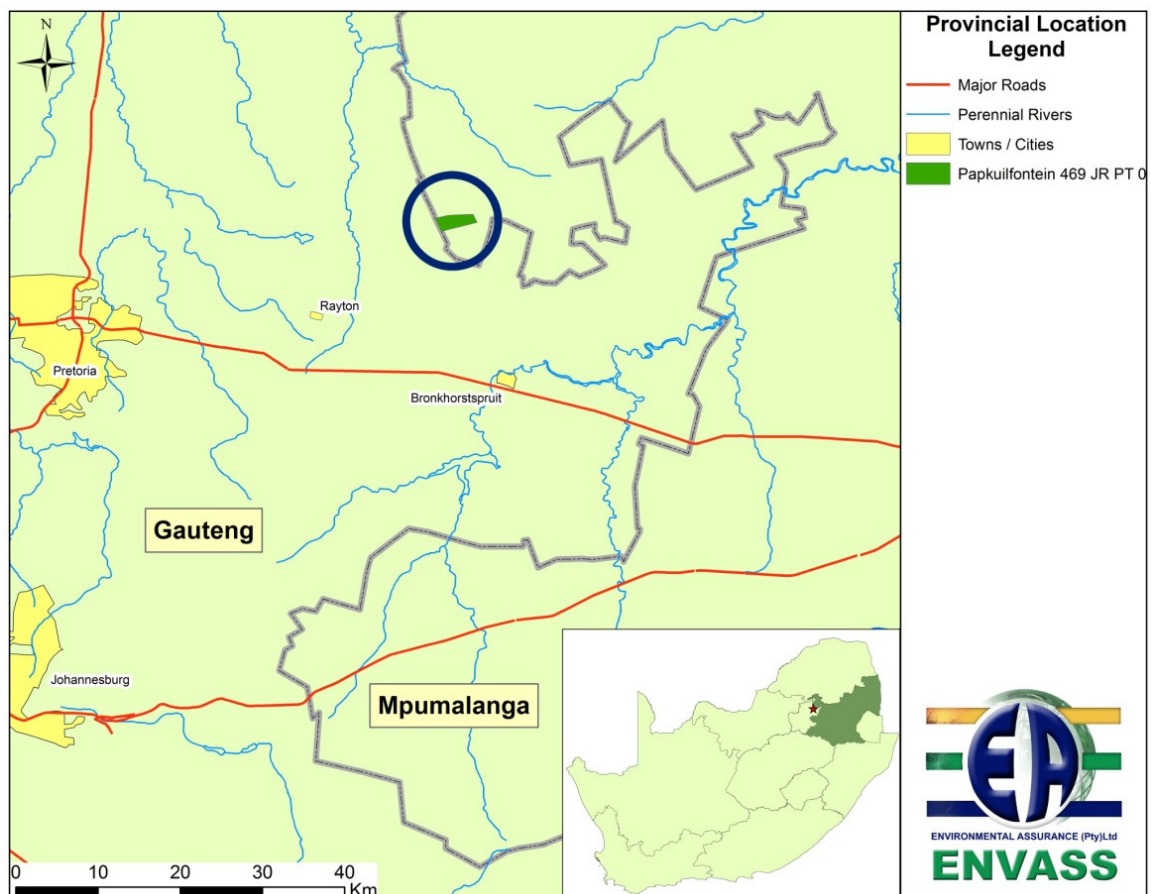 Provincial Location
Legend
Major Roads
Perennial Rivers
Towns / Cities
Papkuilfontein 469 JR PT 0
N
Rayton
Pretoria
Bronkhorstspruit
Gauteng
Johannesburg
Mpumalanga
0 10 20 30 40
Km
EA
ENVIRONMENTAL ASSURANCE (Pty)Ltd
ENVASS